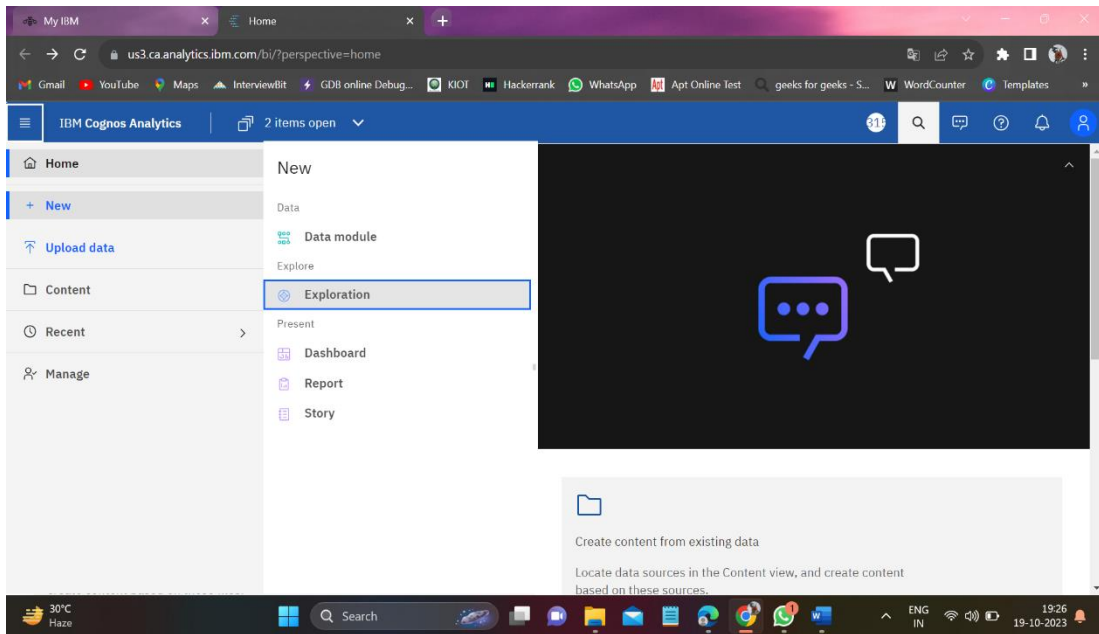 My IBM
Home
us3.ca.analytics.ibm.com/bi/?perspective=home
Gmail YouTube Maps InterviewBit GDB online Debug... KIOT Hackerrank WhatsApp Apt Online Test geeks for geeks - S... WordCounter Templates »
IBM Cognos Analytics 2 items open
Home
New
Upload data
Content
Recent
Manage
New
Data
Data module
Explore
Exploration
Present
Dashboard
Report
Story
Create content from existing data
Locate data sources in the Content view, and create content
based on these sources.
30°C
Haze
Search
ENG
IN
19:26
19-10-2023